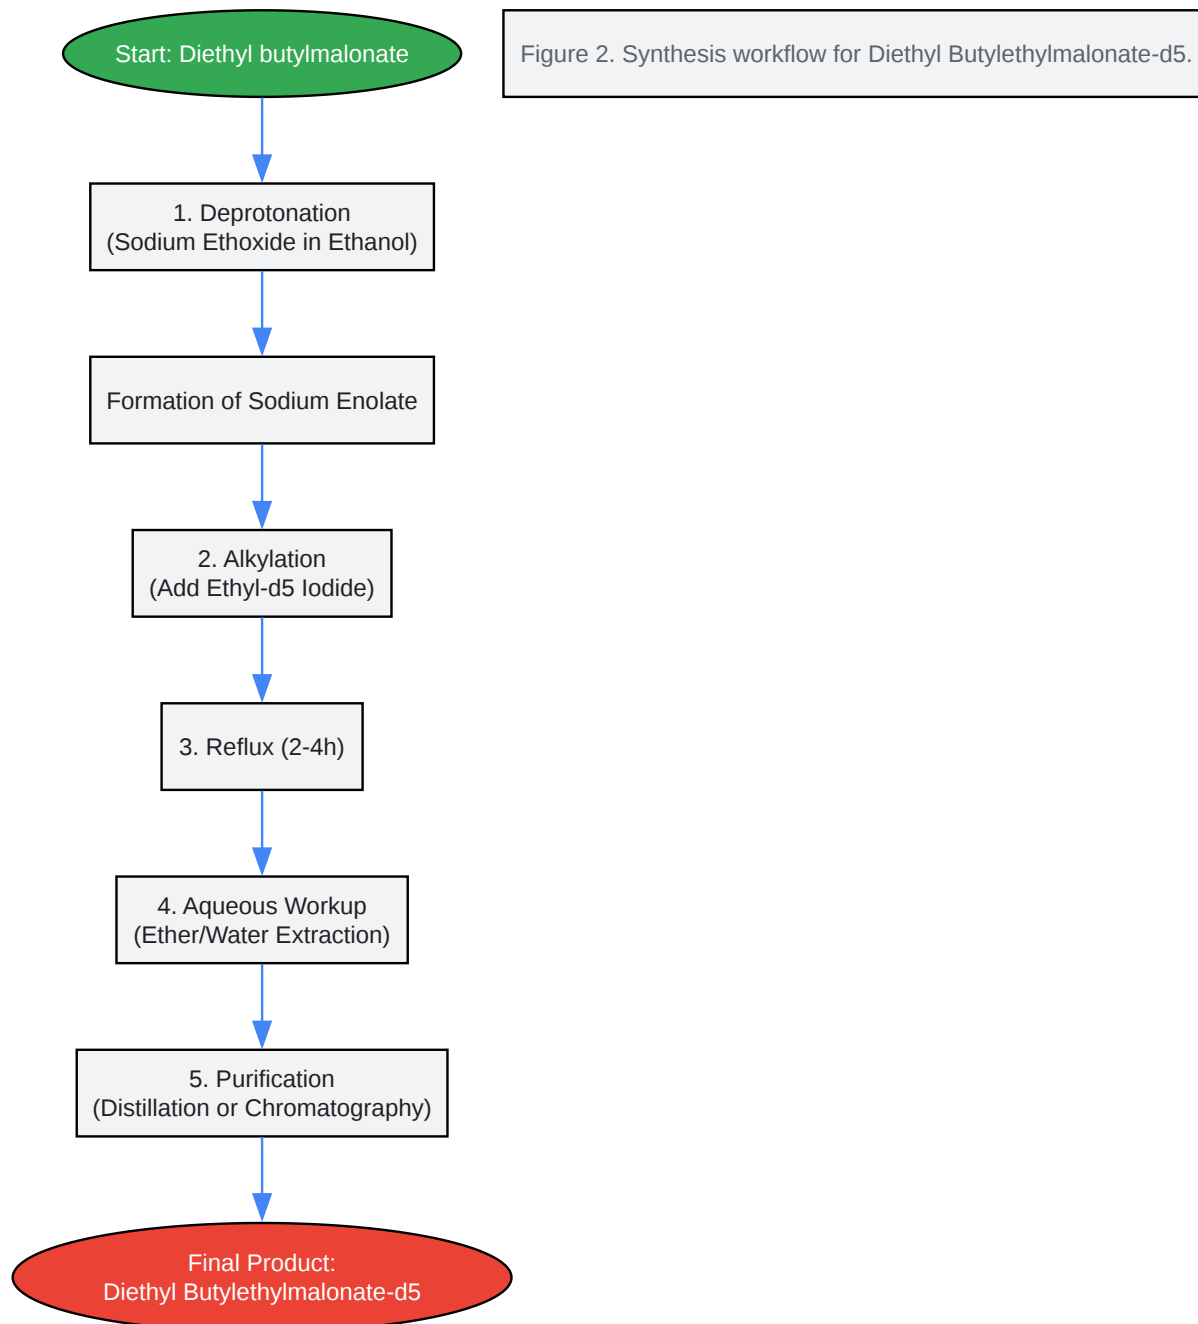 Start: Diethyl butylmalonate
Figure 2. Synthesis workflow for Diethyl Butylethylmalonate-d5.
1. Deprotonation
(Sodium Ethoxide in Ethanol)
Formation of Sodium Enolate
2. Alkylation
(Add Ethyl-d5 Iodide)
3. Reflux (2-4h)
4. Aqueous Workup
(Ether/Water Extraction)
5. Purification
(Distillation or Chromatography)
Final Product:
Diethyl Butylethylmalonate-d5